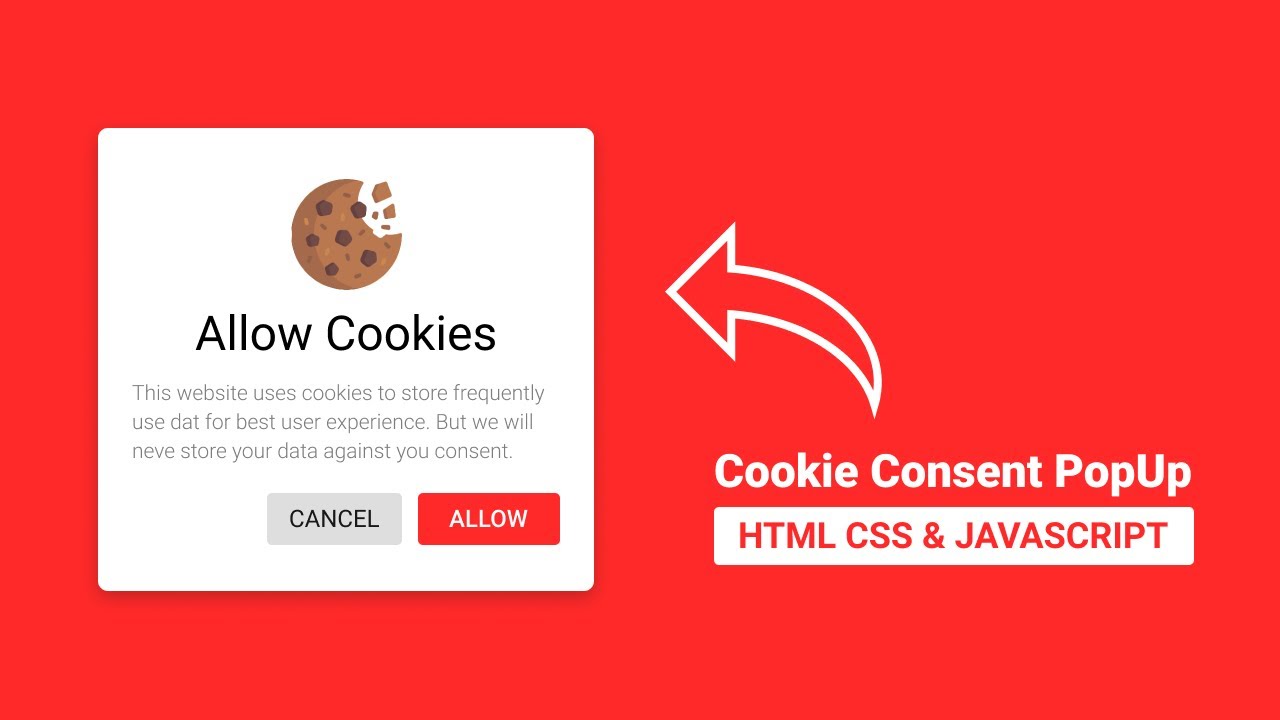 Allow Cookies
This website uses cookies to store frequently
use dat for best user experience. But we will
neve store your data against you consent.
CANCEL
ALLOW
Cookie Consent PopUp
HTML CSS & JAVASCRIPT